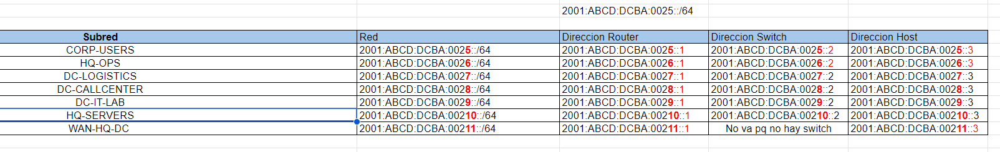 2001:ABCD:DCBA:0025::/64
Subred Red Direccion Router Direccion Switch Direccion Host
CORP-USERS 2001:ABCD:DCBA:0025::/64 2001:ABCD:DCBA:0025::1 2001:ABCD:DCBA:0025::2 2001:ABCD:DCBA:0025::3
HQ-OPS 2001:ABCD:DCBA:0026::/64 2001:ABCD:DCBA:0026::1 2001:ABCD:DCBA:0026::2 2001:ABCD:DCBA:0026::3
DC-LOGISTICS 2001:ABCD:DCBA:0027::/64 2001:ABCD:DCBA:0027::1 2001:ABCD:DCBA:0027::2 2001:ABCD:DCBA:0027::3
DC-CALLCENTER 2001:ABCD:DCBA:0028::/64 2001:ABCD:DCBA:0028::1 2001:ABCD:DCBA:0028::2 2001:ABCD:DCBA:0028::3
DC-IT-LAB 2001:ABCD:DCBA:0029::/64 2001:ABCD:DCBA:0029::1 2001:ABCD:DCBA:0029::2 2001:ABCD:DCBA:0029::3
HQ-SERVERS 2001:ABCD:DCBA:00210::/64 2001:ABCD:DCBA:00210::1 2001:ABCD:DCBA:00210::2 2001:ABCD:DCBA:00210::3
WAN-HQ-DC 2001:ABCD:DCBA:00211::/64 2001:ABCD:DCBA:00211::1 No va pq no hay switch 2001:ABCD:DCBA:00211::3